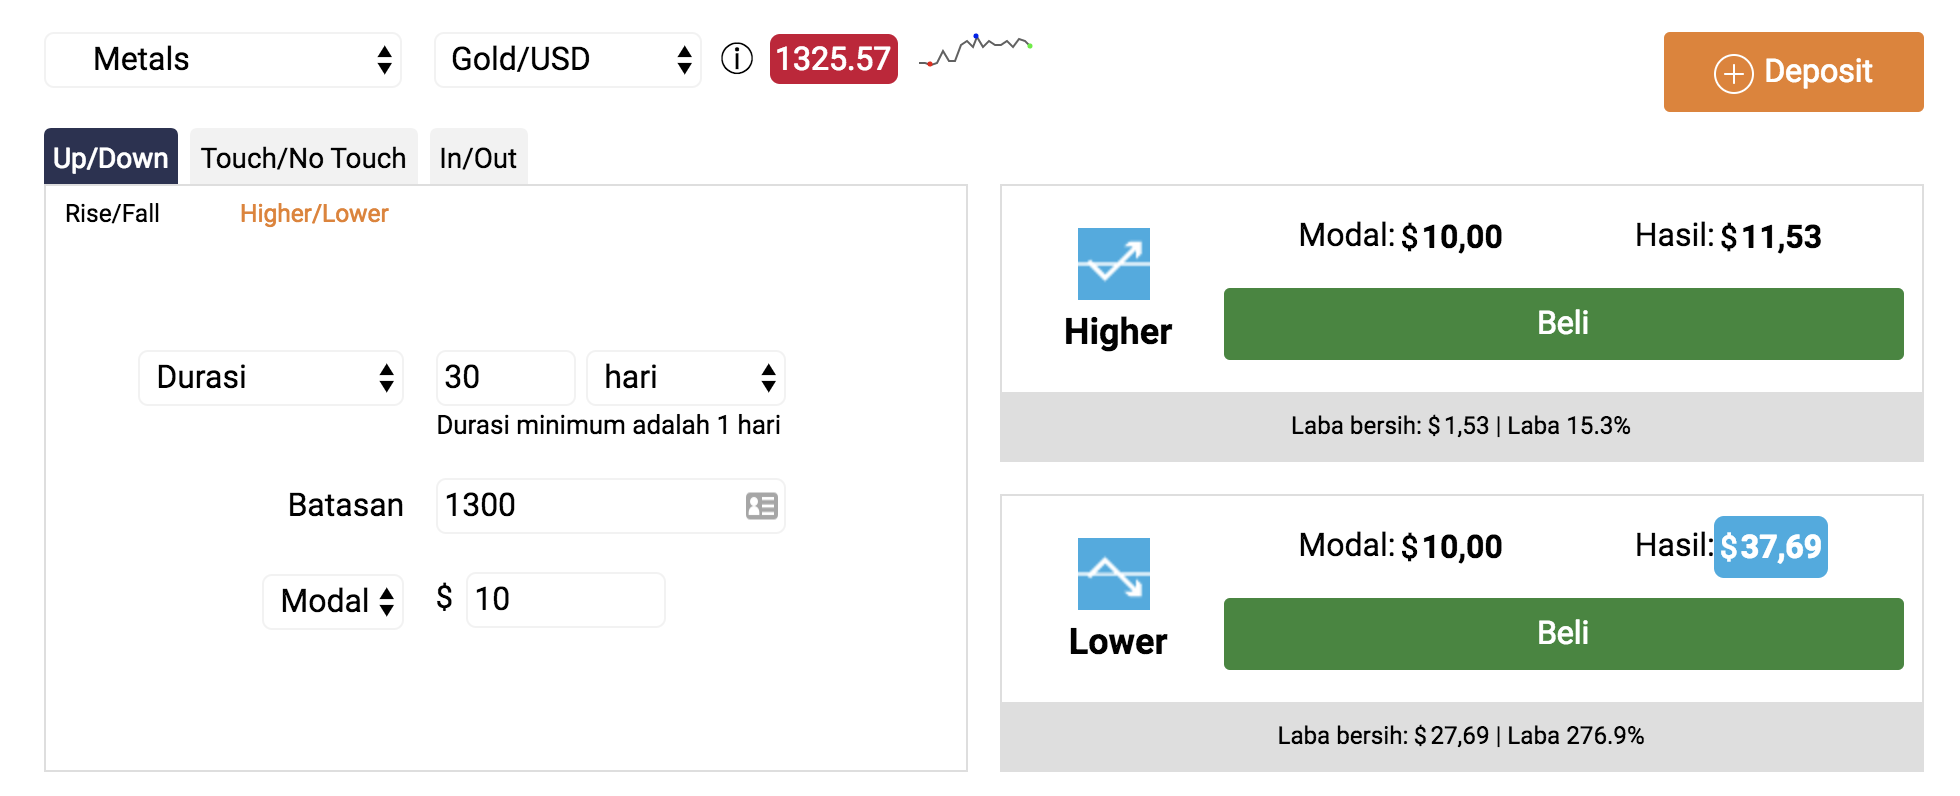 Metals Gold/USD 1325.57
Deposit
Up/Down Touch/No Touch In/Out
Rise/Fall Higher/Lower
Durasi 30 hari
Durasi minimum adalah 1 hari
Batasan 1300
Modal $ 10
Modal: $10,00 Hasil: $11,53
Higher
Beli
Laba bersih: $1,53 | Laba 15.3%
Modal: $10,00 Hasil: $37,69
Lower
Beli
Laba bersih: $27,69 | Laba 276.9%